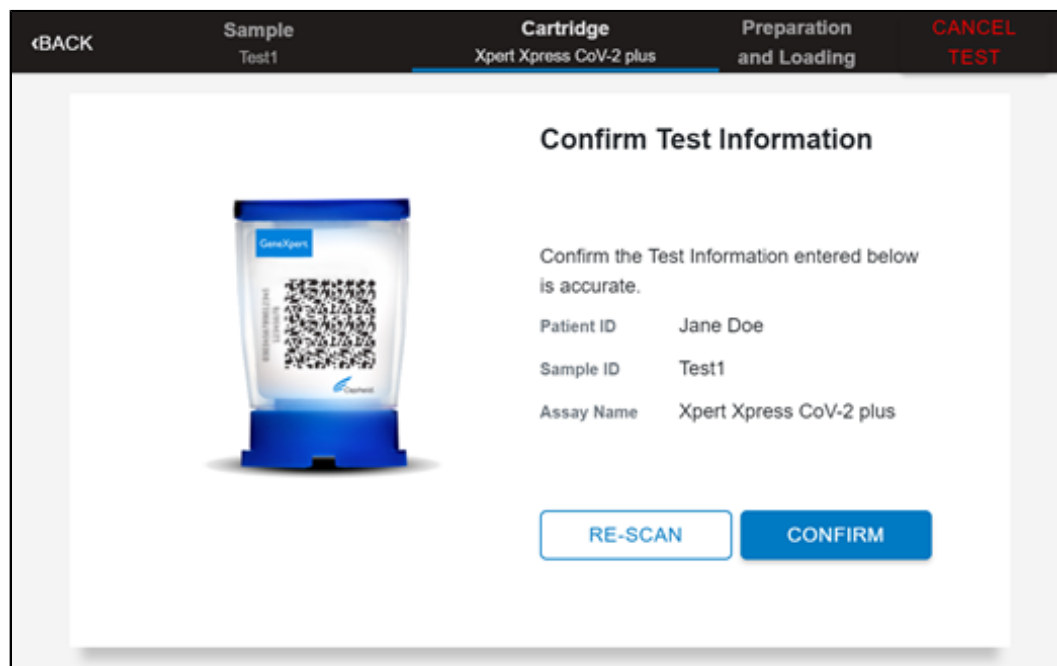 ‹BACK
Sample
Test1
Cartridge
Xpert Xpress CoV-2 plus
Preparation
and Loading
CANCEL
TEST
Confirm Test Information
GeneXpert
Cepheid
Confirm the Test Information entered below
is accurate.
Patient ID Jane Doe
Sample ID Test1
Assay Name Xpert Xpress CoV-2 plus
RE-SCAN
CONFIRM